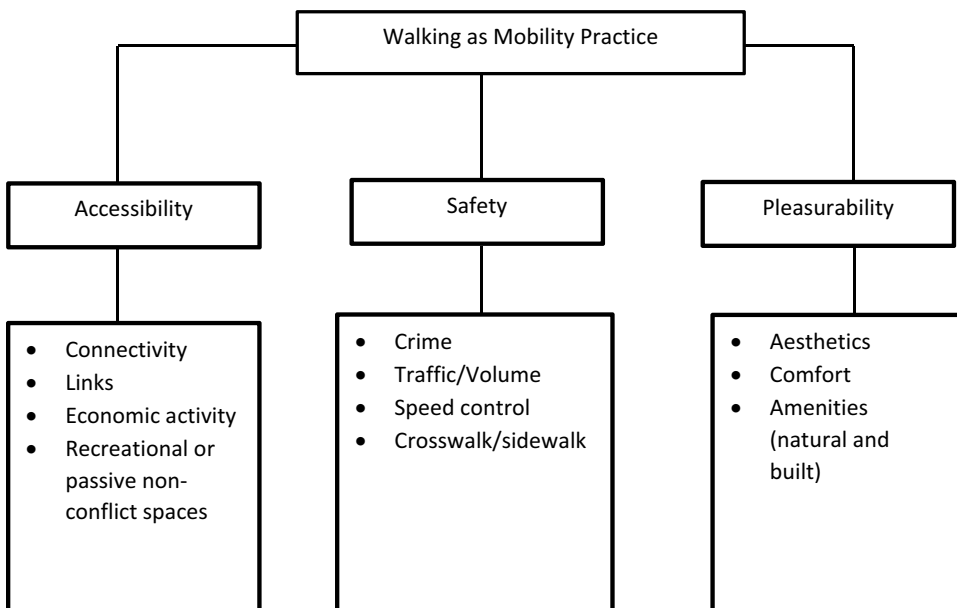 Walking as Mobility Practice
Accessibility
Safety
Pleasurability
• Connectivity
• Links
• Economic activity
• Recreational or
passive non-
conflict spaces
• Crime
• Traffic/Volume
• Speed control
• Crosswalk/sidewalk
• Aesthetics
• Comfort
• Amenities
(natural and
built)